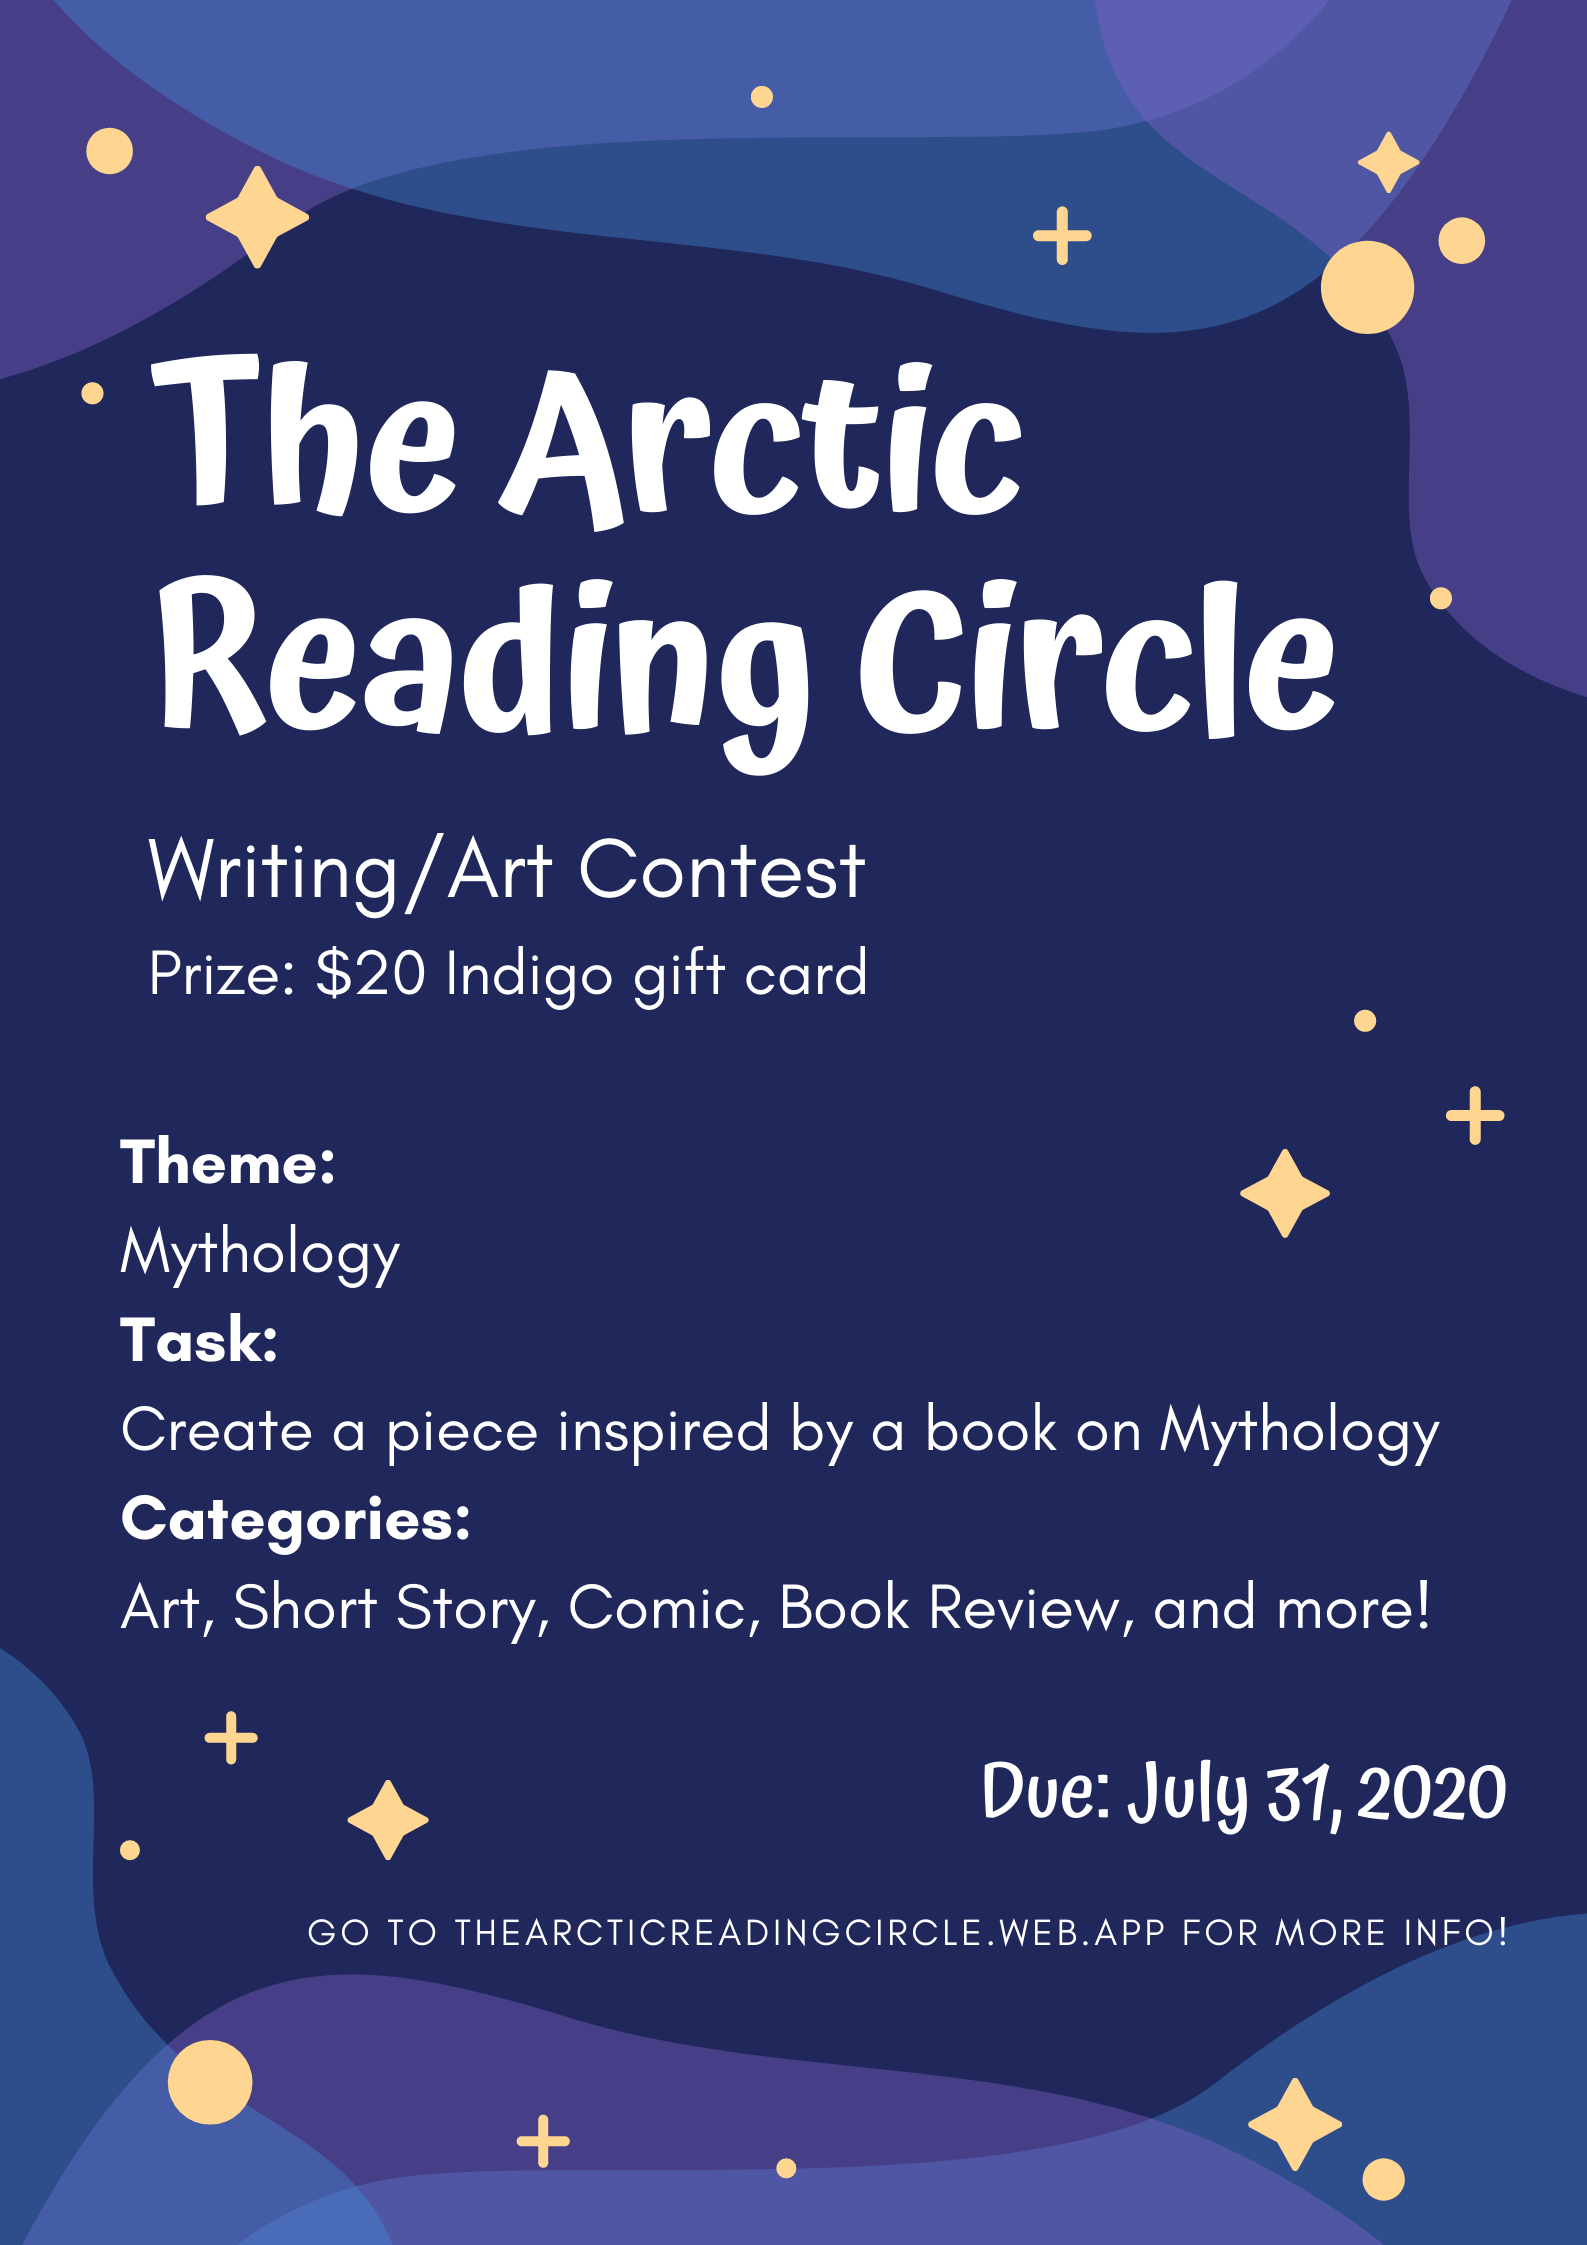 The Arctic
Reading Circle
Writing/Art Contest
Prize: $20 Indigo gift card
Theme:
Mythology
Task:
Create a piece inspired by a book on Mythology
Categories:
Art, Short Story, Comic, Book Review, and more!
Due: July 31, 2020
GO TO THEARCTICREADINGCIRCLE.WEB.APP FOR MORE INFO!